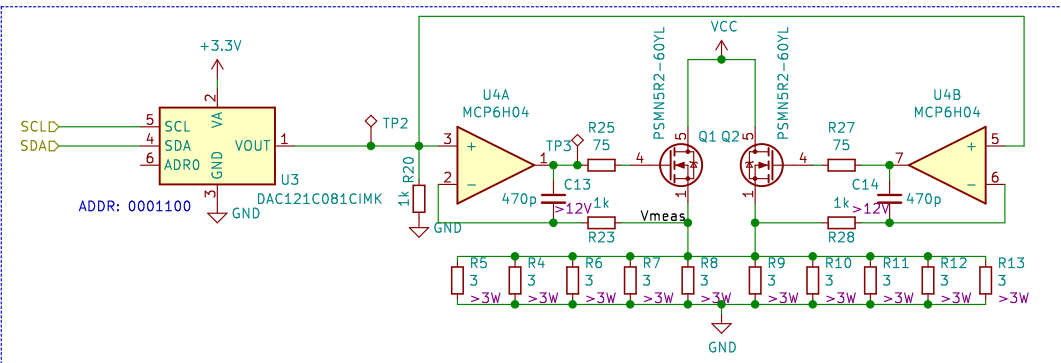 VCC
PSMN5R2-60YL
PSMN5R2-60YL
+3.3V
U4A
MCP6H04
U4B
MCP6H04
2
VA
SCL
5
SCL
SDA
4
SDA
6
ADR0
GND
VOUT
1
3
U3
DAC121C081CIMK
GND
ADDR: 0001100
TP2
R20
1k
GND
3
+
2
−
1
TP3
R25
75
4
5
Q1
1
Q2
5
1
4
R27
75
7
5
+
6
−
C13
470p
>12V
1k
R23
Vmeas
C14
470p
>12V
1k
R28
R5
3
>3W
R4
3
>3W
R6
3
>3W
R7
3
>3W
R8
3
>3W
R9
3
>3W
R10
3
>3W
R11
3
>3W
R12
3
>3W
R13
3
>3W
GND